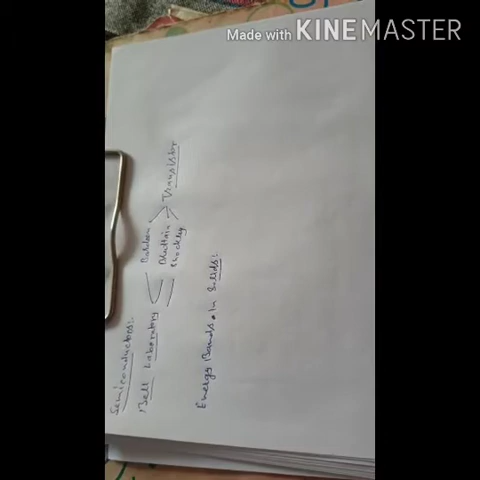 Made with KINEMASTER
Semiconductors:
Bell Laboratory
Bardeen
Brattain
Shockley
Transistor
Energy Bands In Solids: